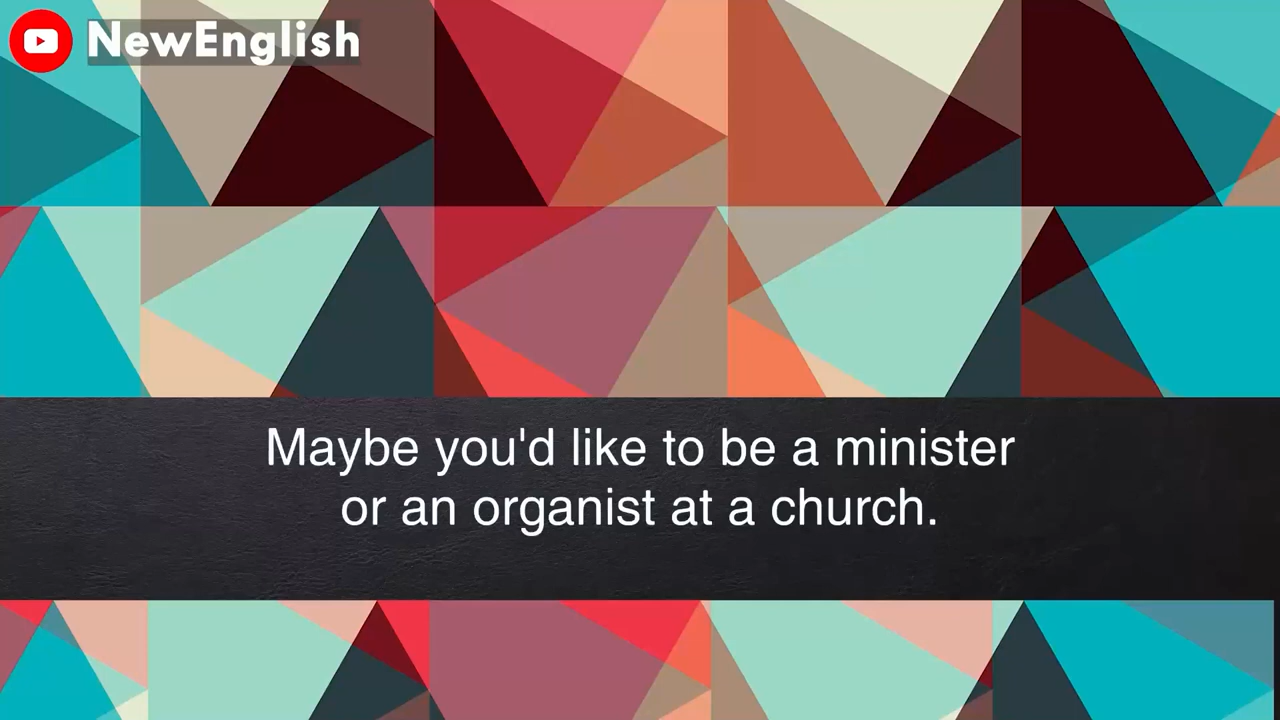 NewEnglish
Maybe you'd like to be a minister
or an organist at a church.